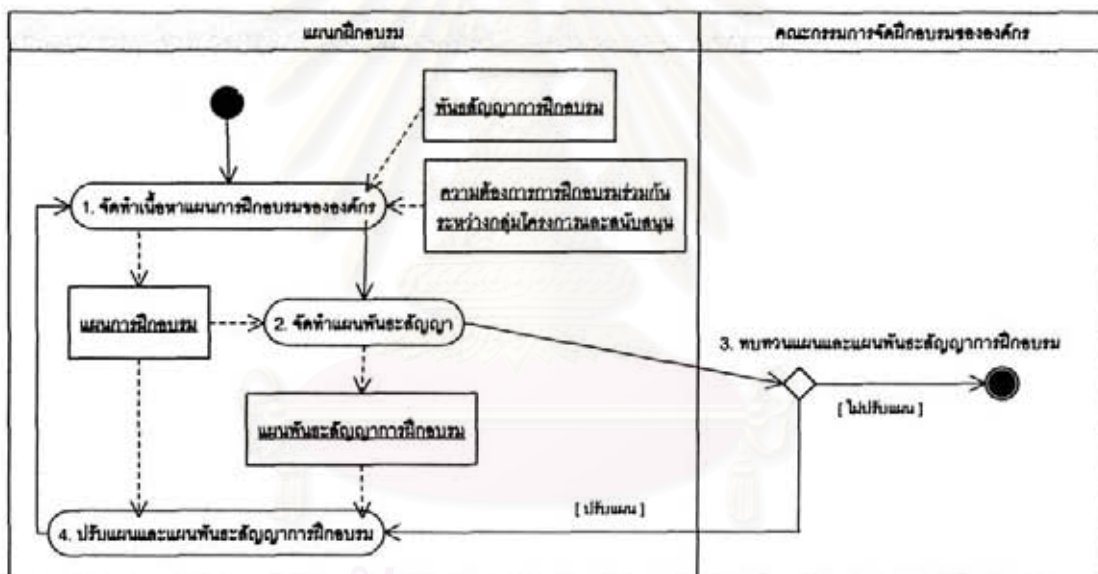 แผนกฝึกอบรม
คณะกรรมการจัดฝึกอบรมขององค์กร
พันธสัญญาการฝึกอบรม
1. จัดทำเนื้อหาแผนการฝึกอบรมขององค์กร
ความต้องการการฝึกอบรมร่วมกัน
ระหว่างกลุ่มโครงการและสนับสนุน
แผนการฝึกอบรม
2. จัดทำแผนพันธะสัญญา
3. ทบทวนแผนและแผนพันธะสัญญาการฝึกอบรม
[ ไม่ปรับแผน ]
แผนพันธะสัญญาการฝึกอบรม
[ ปรับแผน ]
4. ปรับแผนและแผนพันธะสัญญาการฝึกอบรม